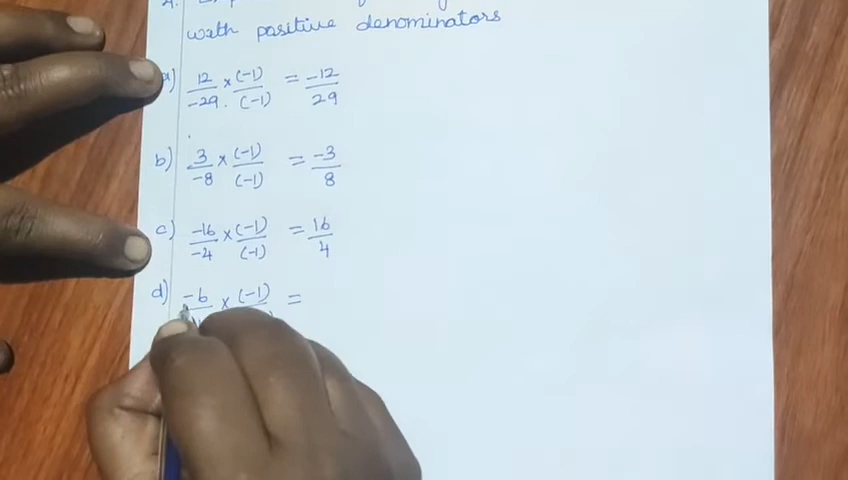 with positive denominators
a) 12/-29 × (-1)/(-1) = -12/29
b) 3/-8 × (-1)/(-1) = -3/8
c) -16/-4 × (-1)/(-1) = 16/4
d) -6 × (-1) =